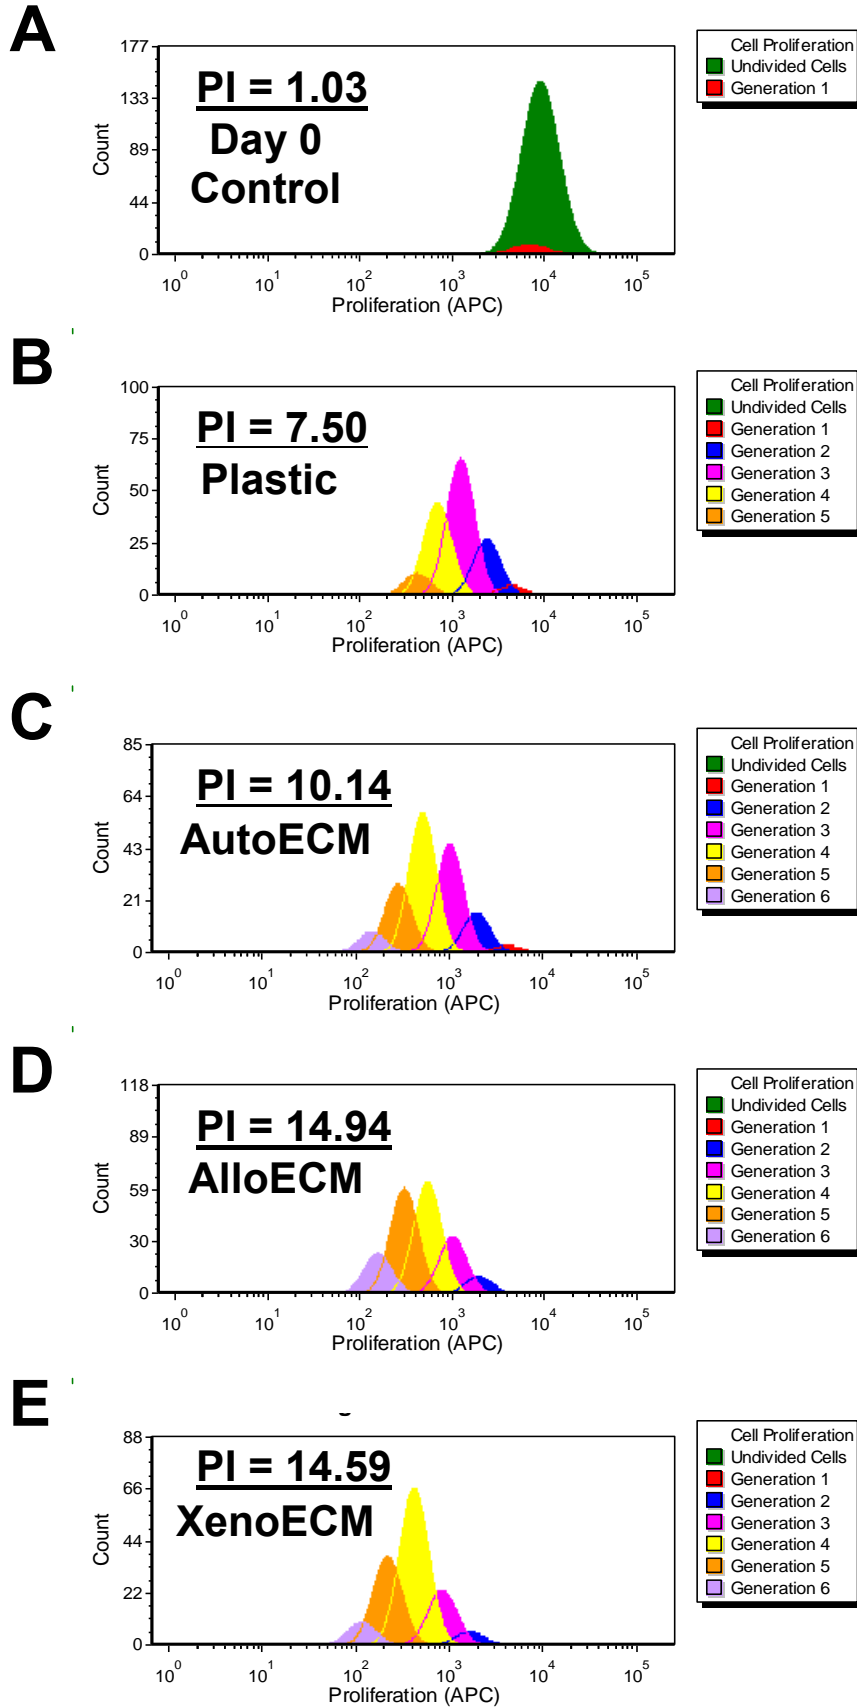 A
177
133
89
44
0
PI = 1.03
Day 0
Control
Count
10^0 10^1 10^2 10^3 10^4 10^5
Proliferation (APC)
Cell Proliferation
Undivided Cells
Generation 1
B
100
75
50
25
0
PI = 7.50
Plastic
Count
10^0 10^1 10^2 10^3 10^4 10^5
Proliferation (APC)
Cell Proliferation
Undivided Cells
Generation 1
Generation 2
Generation 3
Generation 4
Generation 5
C
85
64
43
21
0
PI = 10.14
AutoECM
Count
10^0 10^1 10^2 10^3 10^4 10^5
Proliferation (APC)
Cell Proliferation
Undivided Cells
Generation 1
Generation 2
Generation 3
Generation 4
Generation 5
Generation 6
D
118
89
59
30
0
PI = 14.94
AlloECM
Count
10^0 10^1 10^2 10^3 10^4 10^5
Proliferation (APC)
Cell Proliferation
Undivided Cells
Generation 1
Generation 2
Generation 3
Generation 4
Generation 5
Generation 6
E
88
66
44
22
0
PI = 14.59
XenoECM
Count
10^0 10^1 10^2 10^3 10^4 10^5
Proliferation (APC)
Cell Proliferation
Undivided Cells
Generation 1
Generation 2
Generation 3
Generation 4
Generation 5
Generation 6